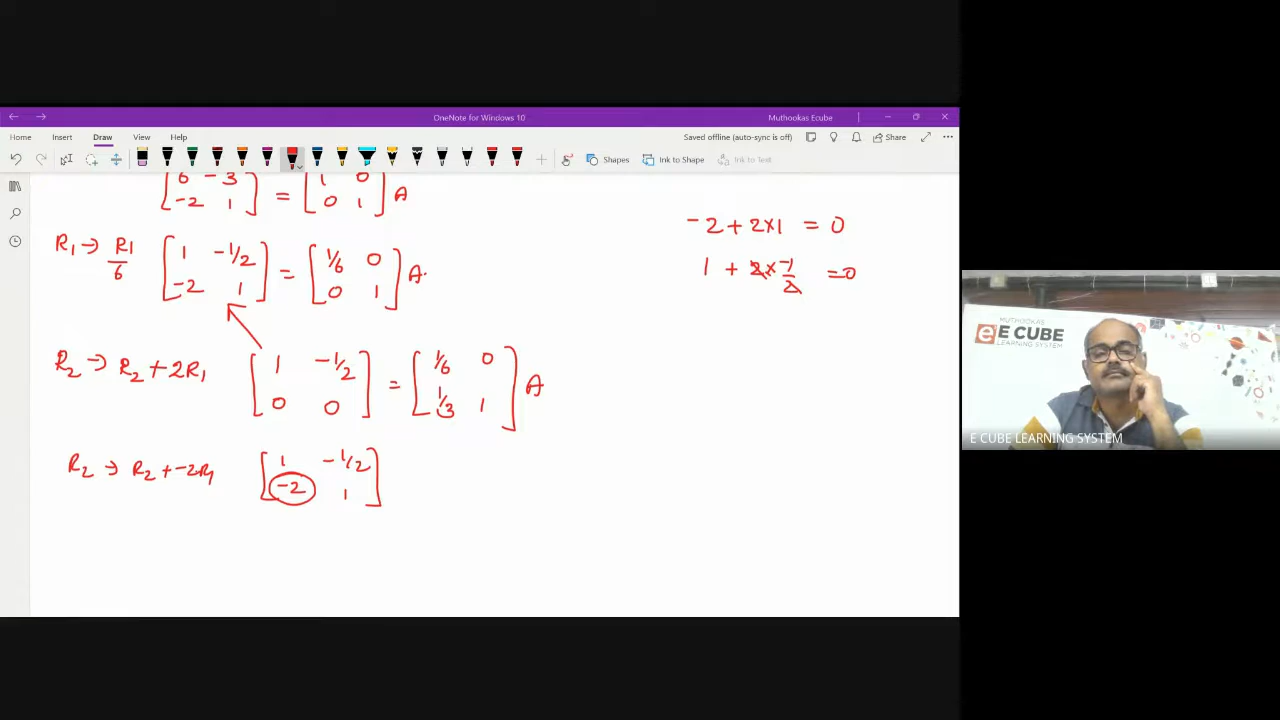 OneNote for Windows 10
Muthookas Ecube
Home Insert Draw View Help
Saved offline (auto-sync is off)
Share
Shapes
Ink to Shape
Ink to Text
[6 -3; -2 1] = [1 0; 0 1] A
R1 → R1/6 [1 -1/2; -2 1] = [1/6 0; 0 1] A
R2 → R2 + 2R1 [1 -1/2; 0 0] = [1/6 0; 1/3 1] A
R2 → R2 + -2R1 [1 -1/2; -2 1]
-2 + 2×1 = 0
1 + 2×-1/2 = 0
MUTHOOKAS
e E CUBE
LEARNING SYSTEM
E CUBE LEARNING SYSTEM